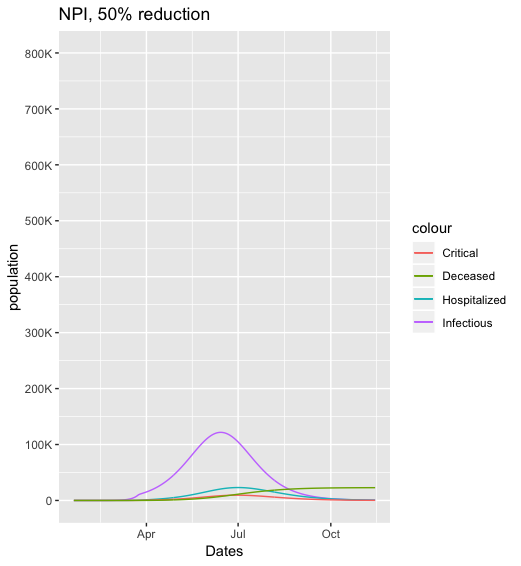 NPI, 50% reduction
800K
700K
600K
500K
400K
300K
200K
100K
0
population
Apr
Jul
Oct
Dates
colour
Critical
Deceased
Hospitalized
Infectious